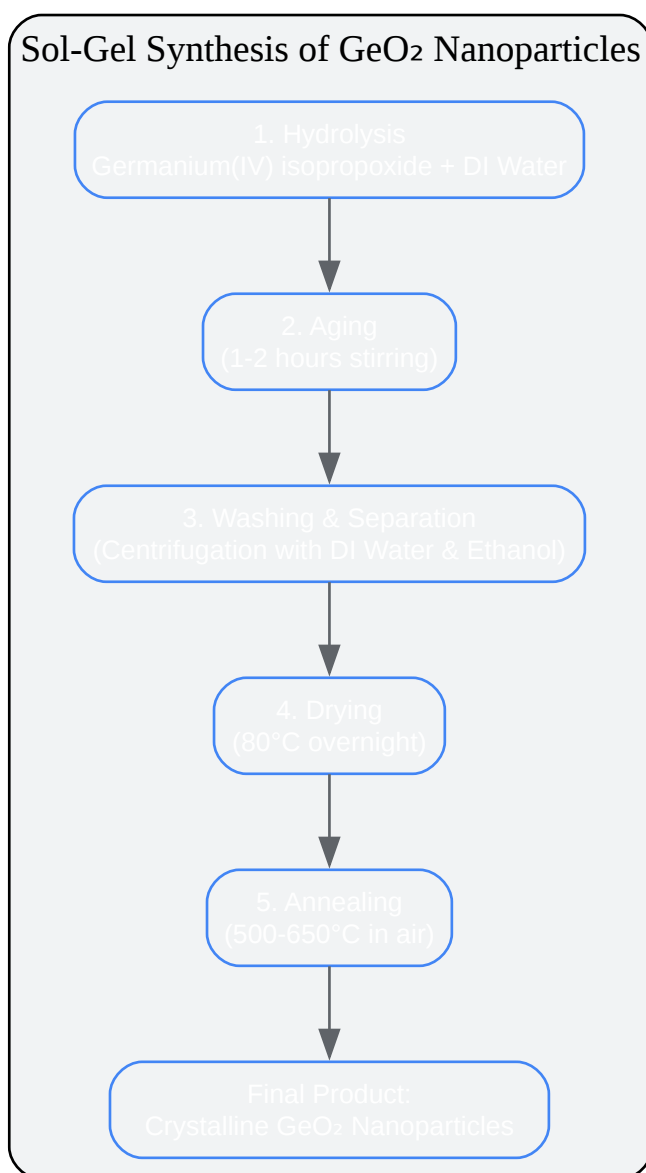 Sol-Gel Synthesis of GeO₂ Nanoparticles
1. Hydrolysis
Germanium(IV) isopropoxide + DI Water
2. Aging
(1-2 hours stirring)
3. Washing & Separation
(Centrifugation with DI Water & Ethanol)
4. Drying
(80°C overnight)
5. Annealing
(500-650°C in air)
Final Product:
Crystalline GeO₂ Nanoparticles